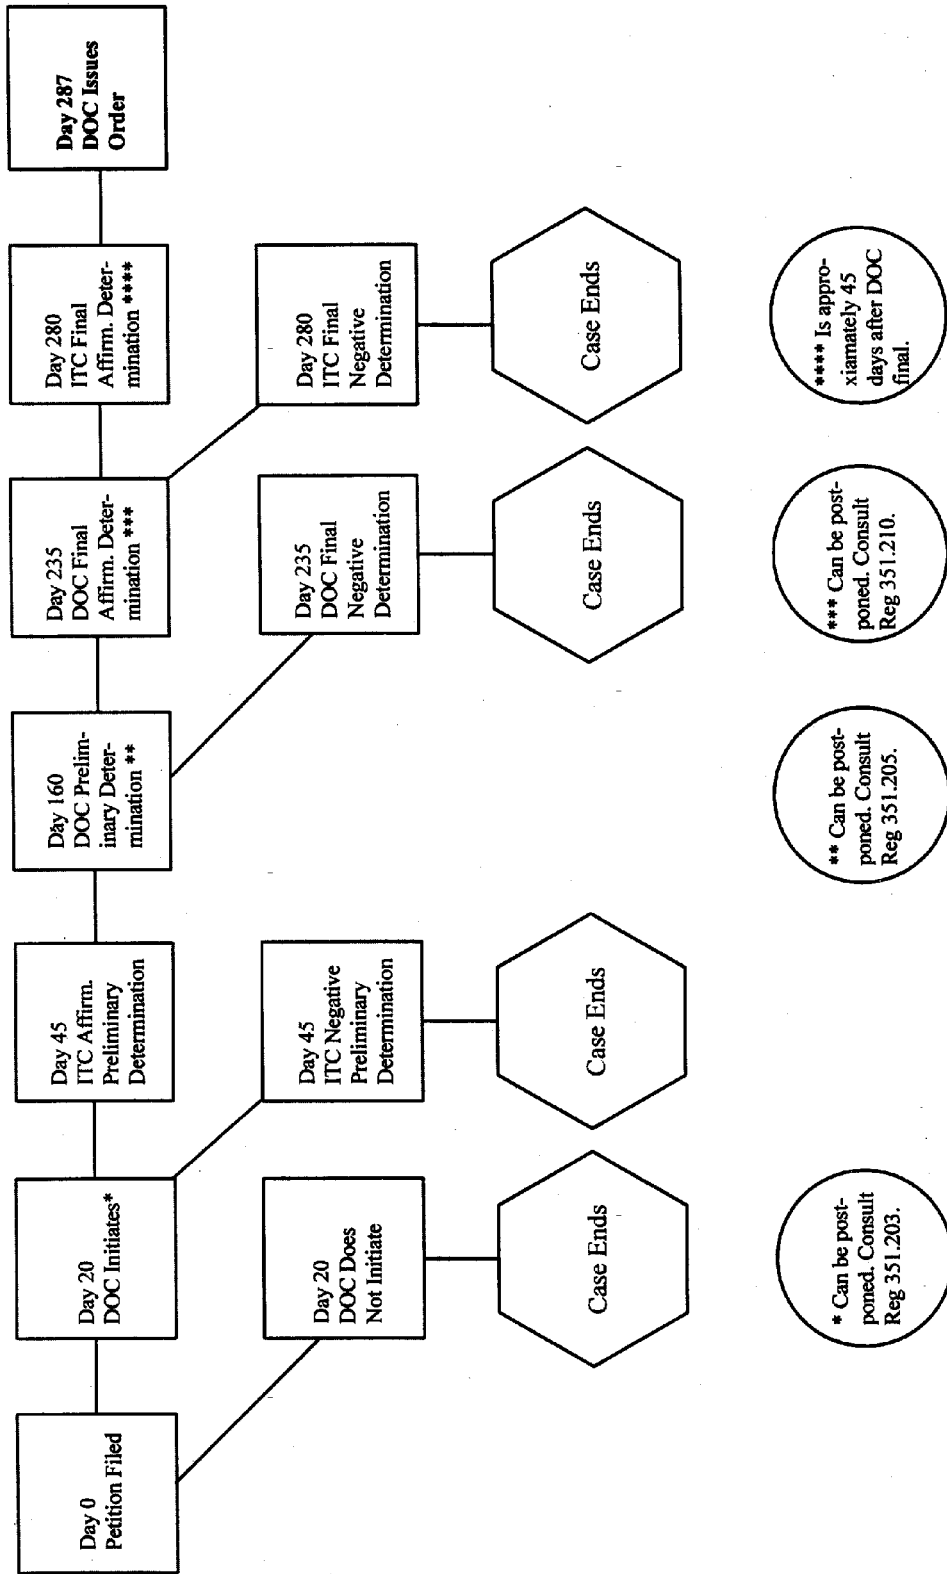 Day 0
Petition Filed
Day 20
DOC Initiates*
Day 45
ITC Affirm.
Preliminary
Determination
Day 160
DOC Prelim-
inary Deter-
mination **
Day 235
DOC Final
Affirm. Deter-
mination ***
Day 280
ITC Final
Affirm. Deter-
mination ****
Day 287
DOC Issues
Order
Day 20
DOC Does
Not Initiate
Day 45
ITC Negative
Preliminary
Determination
Day 235
DOC Final
Negative
Determination
Day 280
ITC Final
Negative
Determination
Case Ends
Case Ends
Case Ends
Case Ends
* Can be post-
poned. Consult
Reg 351.203.
** Can be post-
poned. Consult
Reg 351.205.
*** Can be post-
poned. Consult
Reg 351.210.
**** Is appro-
xiamately 45
days after DOC
final.